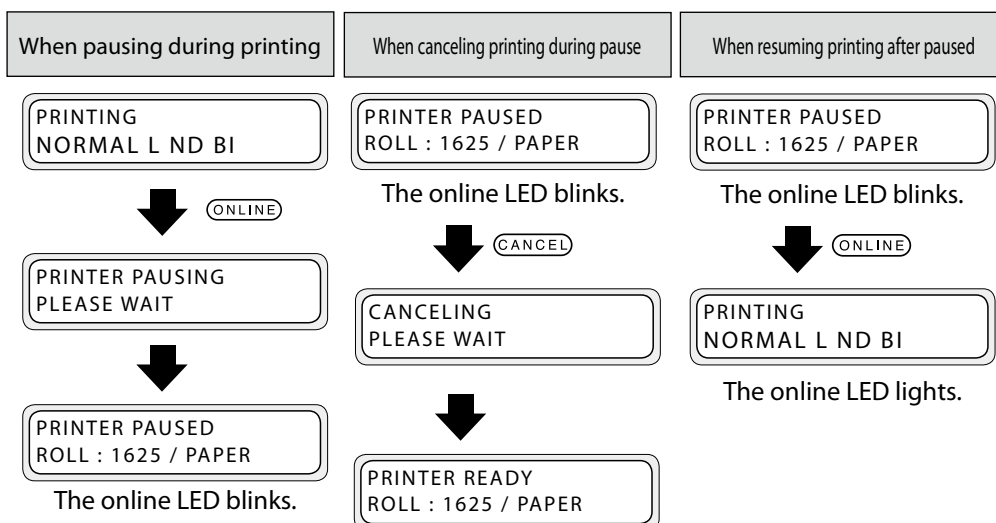 When pausing during printing
PRINTING
NORMAL L ND BI
ONLINE
PRINTER PAUSING
PLEASE WAIT
PRINTER PAUSED
ROLL : 1625 / PAPER
The online LED blinks.
When canceling printing during pause
PRINTER PAUSED
ROLL : 1625 / PAPER
The online LED blinks.
CANCEL
CANCELING
PLEASE WAIT
PRINTER READY
ROLL : 1625 / PAPER
When resuming printing after paused
PRINTER PAUSED
ROLL : 1625 / PAPER
The online LED blinks.
ONLINE
PRINTING
NORMAL L ND BI
The online LED lights.